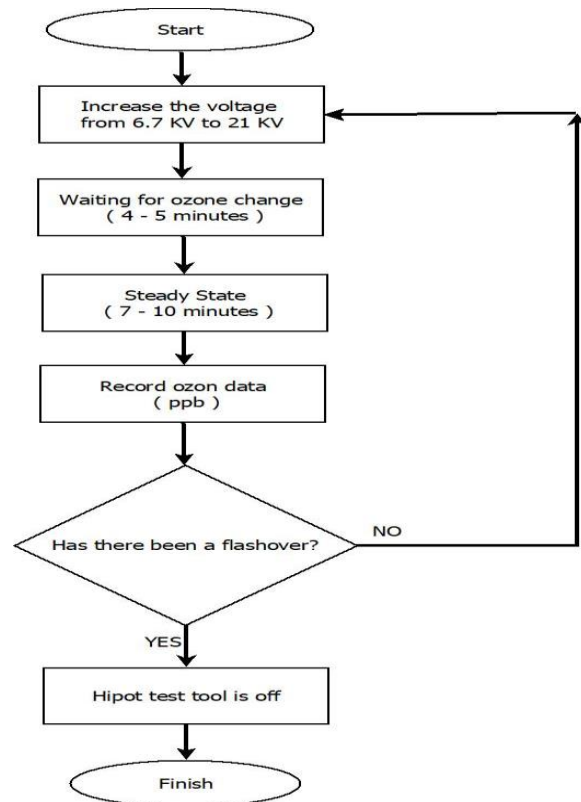 Start
Increase the voltage
from 6.7 KV to 21 KV
Waiting for ozone change
( 4 - 5 minutes )
Steady State
( 7 - 10 minutes )
Record ozon data
( ppb )
Has there been a flashover?
NO
YES
Hipot test tool is off
Finish